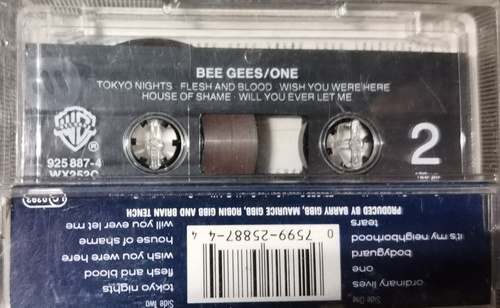 BEE GEES/ONE
TOKYO NIGHTS · FLESH AND BLOOD · WISH YOU WERE HERE
HOUSE OF SHAME · WILL YOU EVER LET ME
925 887-4
WX252C
2
Side One
ordinary lives
one
bodyguard
it's my neighborhood
tears
Side Two
tokyo nights
flesh and blood
wish you were here
house of shame
will you ever let me
0 7599-25887-4 4
PRODUCED BY BARRY GIBB, MAURICE GIBB, ROBIN GIBB AND BRIAN TENCH